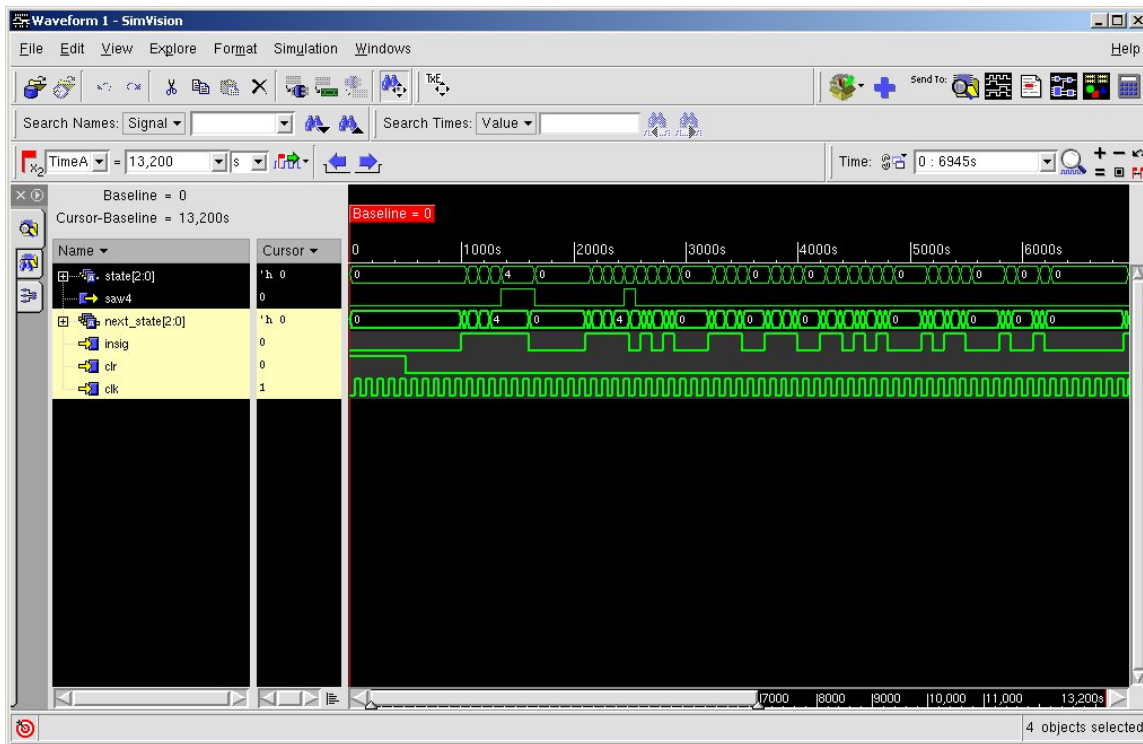 Waveform 1 - SimVision
File Edit View Explore Format Simulation Windows Help
TxE Send To:
Search Names: Signal Search Times: Value
X2 TimeA = 13,200 s Time: 0 : 6945s
Baseline = 0
Cursor-Baseline = 13,200s
Baseline = 0
Name Cursor 0 1000s 2000s 3000s 4000s 5000s 6000s
state[2:0] 'h 0 0 4 0 0 0 0 0 0 0 0
saw4 0
next_state[2:0] 'h 0 0 4 0 4 0 0 0 0 0 0 0
insig 0
clr 0
clk 1
7000 8000 9000 10,000 11,000 13,200s
4 objects selected